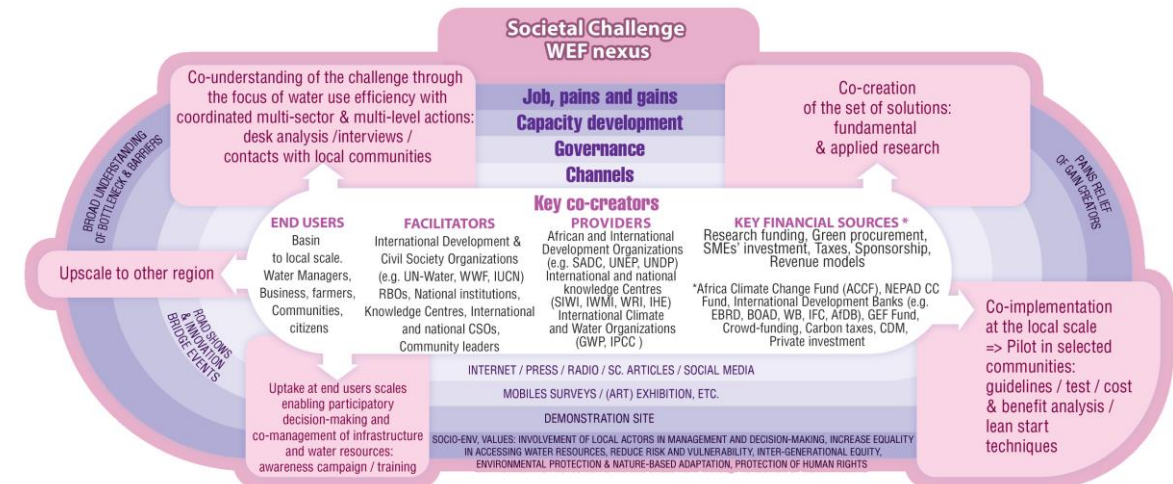 Societal Challenge
WEF nexus
Co-understanding of the challenge through
the focus of water use efficiency with
coordinated multi-sector & multi-level actions:
desk analysis /interviews /
contacts with local communities
Job, pains and gains
Capacity development
Governance
Channels
Co-creation
of the set of solutions:
fundamental
& applied research
BROAD UNDERSTANDING
OF BOTTLENECK & BARRIERS
PAINS RELIEF
OF GAIN CREATORS
Key co-creators
END USERS
Basin
to local scale.
Water Managers,
Business, farmers,
Communities,
citizens
FACILITATORS
International Development &
Civil Society Organizations
(e.g. UN-Water, WWF, IUCN)
RBOs, National institutions,
Knowledge Centres, International
and national CSOs,
Community leaders
PROVIDERS
African and International
Development Organizations
(e.g. SADC, UNEP, UNDP)
International and national
knowledge Centres
(SIWI, IWMI, WRI, IHE)
International Climate
and Water Organizations
(GWP, IPCC )
KEY FINANCIAL SOURCES *
Research funding, Green procurement,
SMEs' investment, Taxes, Sponsorship,
Revenue models
*Africa Climate Change Fund (ACCF), NEPAD CC
Fund, International Development Banks (e.g.
EBRD, BOAD, WB, IFC, AfDB), GEF Fund,
Crowd-funding, Carbon taxes, CDM,
Private investment
Upscale to other region
ROAD SHOWS
& INNOVATION
BRIDGE EVENTS
Uptake at end users scales
enabling participatory
decision-making and
co-management of infrastructure
and water resources:
awareness campaign / training
INTERNET / PRESS / RADIO / SC. ARTICLES / SOCIAL MEDIA
MOBILES SURVEYS / (ART) EXHIBITION, ETC.
DEMONSTRATION SITE
SOCIO-ENV, VALUES: INVOLVEMENT OF LOCAL ACTORS IN MANAGEMENT AND DECISION-MAKING, INCREASE EQUALITY
IN ACCESSING WATER RESOURCES, REDUCE RISK AND VULNERABILITY, INTER-GENERATIONAL EQUITY,
ENVIRONMENTAL PROTECTION & NATURE-BASED ADAPTATION, PROTECTION OF HUMAN RIGHTS
Co-implementation
at the local scale
=> Pilot in selected
communities:
guidelines / test / cost
& benefit analysis /
lean start
techniques